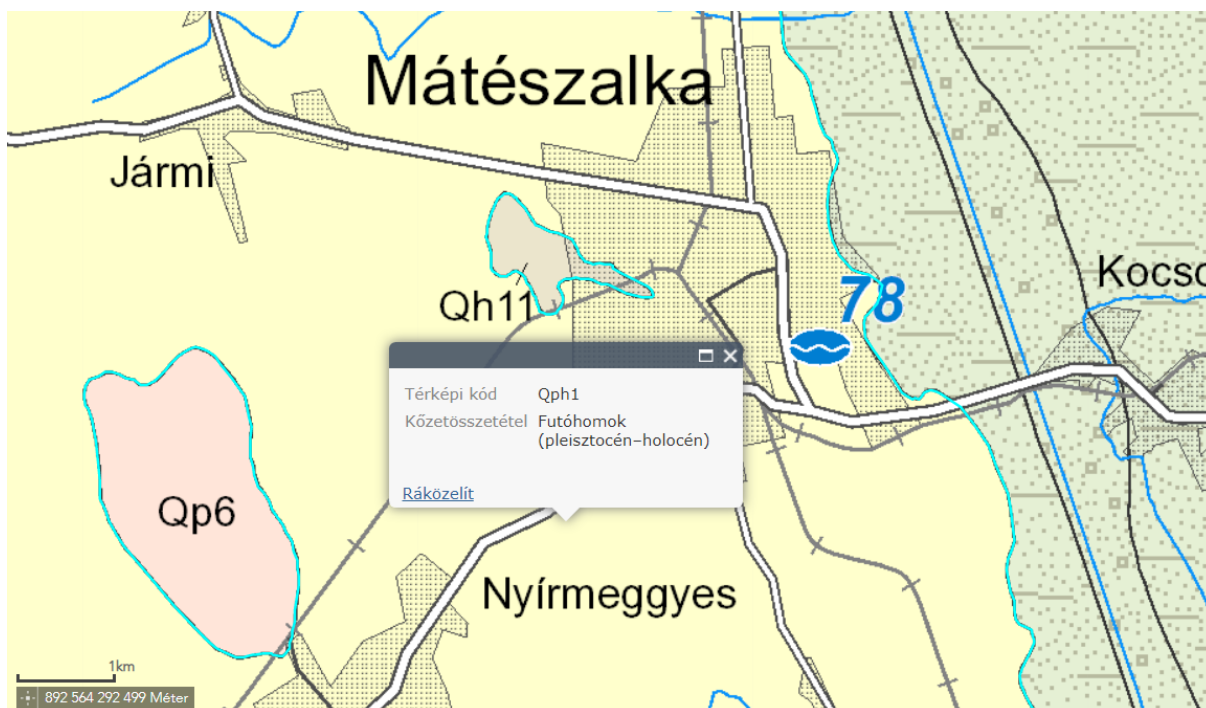 Mátészalka
Jármi
Qh11
78
Kocso
Térképi kód Qph1
Kőzetösszetétel Futóhomok
(pleisztocén–holocén)
Ráközelít
Qp6
Nyírmeggyes
1km
892 564 292 499 Méter